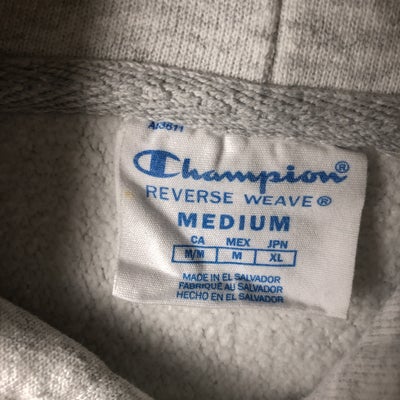 AJ3611
Champion®
REVERSE WEAVE®
MEDIUM
CA MEX JPN
M/M M XL
MADE IN EL SALVADOR
FABRIQUÉ AU SALVADOR
HECHO EN EL SALVADOR